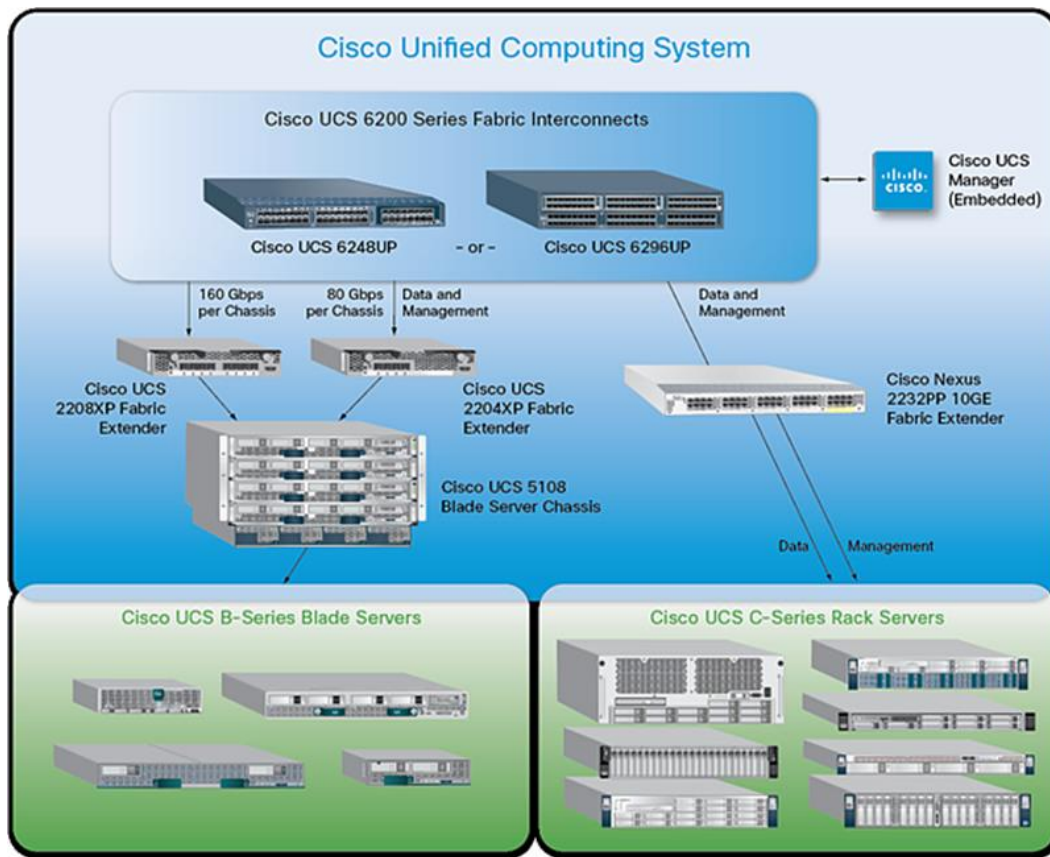 Cisco Unified Computing System
Cisco UCS 6200 Series Fabric Interconnects
Cisco UCS 6248UP
- or -
Cisco UCS 6296UP
CISCO
Cisco UCS
Manager
(Embedded)
160 Gbps
per Chassis
80 Gbps
per Chassis
Data and
Management
Data and
Management
Cisco UCS
2208XP Fabric
Extender
Cisco UCS
2204XP Fabric
Extender
Cisco Nexus
2232PP 10GE
Fabric Extender
Cisco UCS 5108
Blade Server Chassis
Data
Management
Cisco UCS B-Series Blade Servers
Cisco UCS C-Series Rack Servers